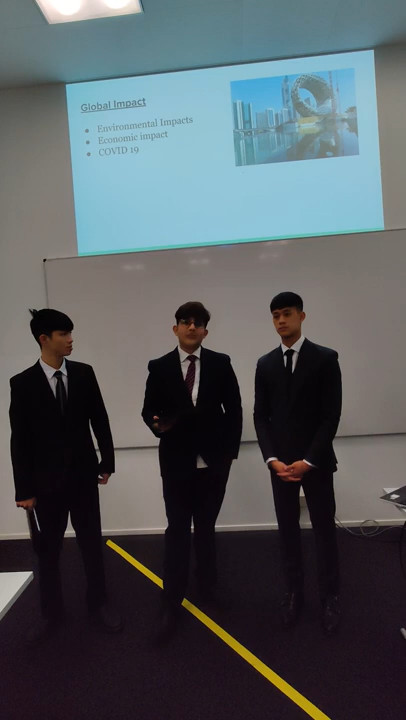 Global Impact
● Environmental Impacts
● Economic impact
● COVID 19